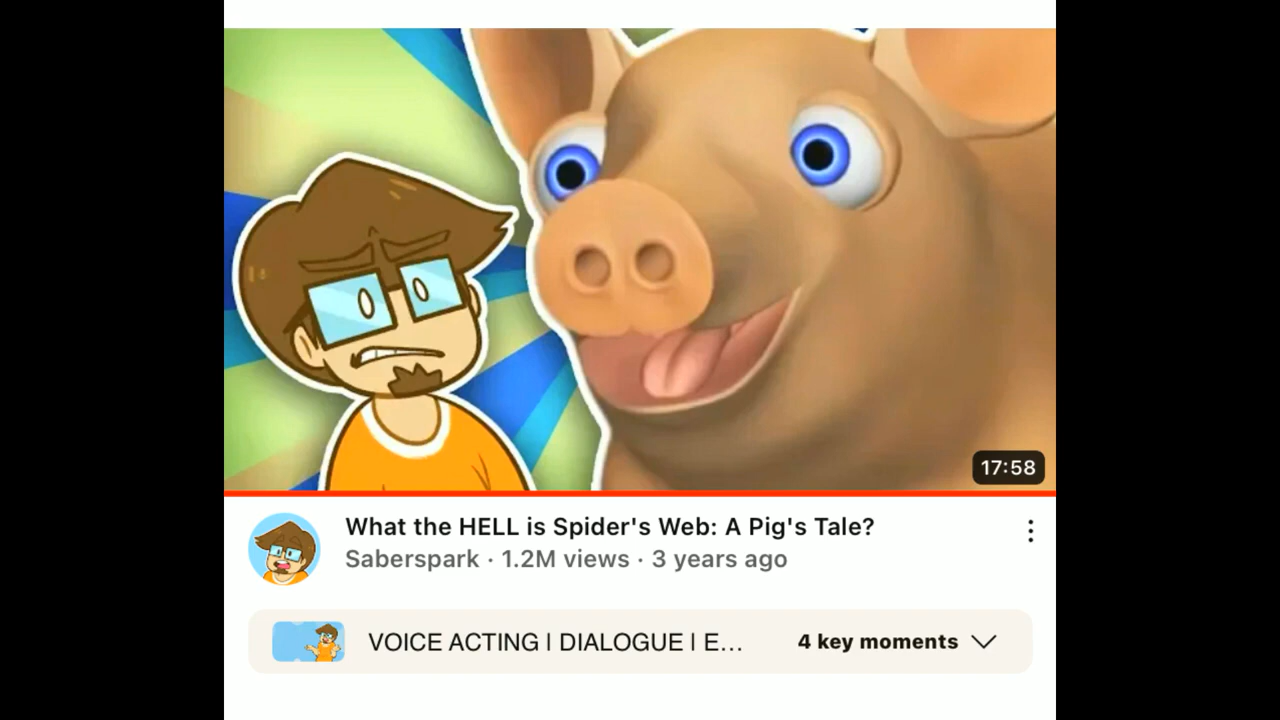 17:58
What the HELL is Spider's Web: A Pig's Tale?
Saberspark · 1.2M views · 3 years ago
VOICE ACTING | DIALOGUE | E... 4 key moments